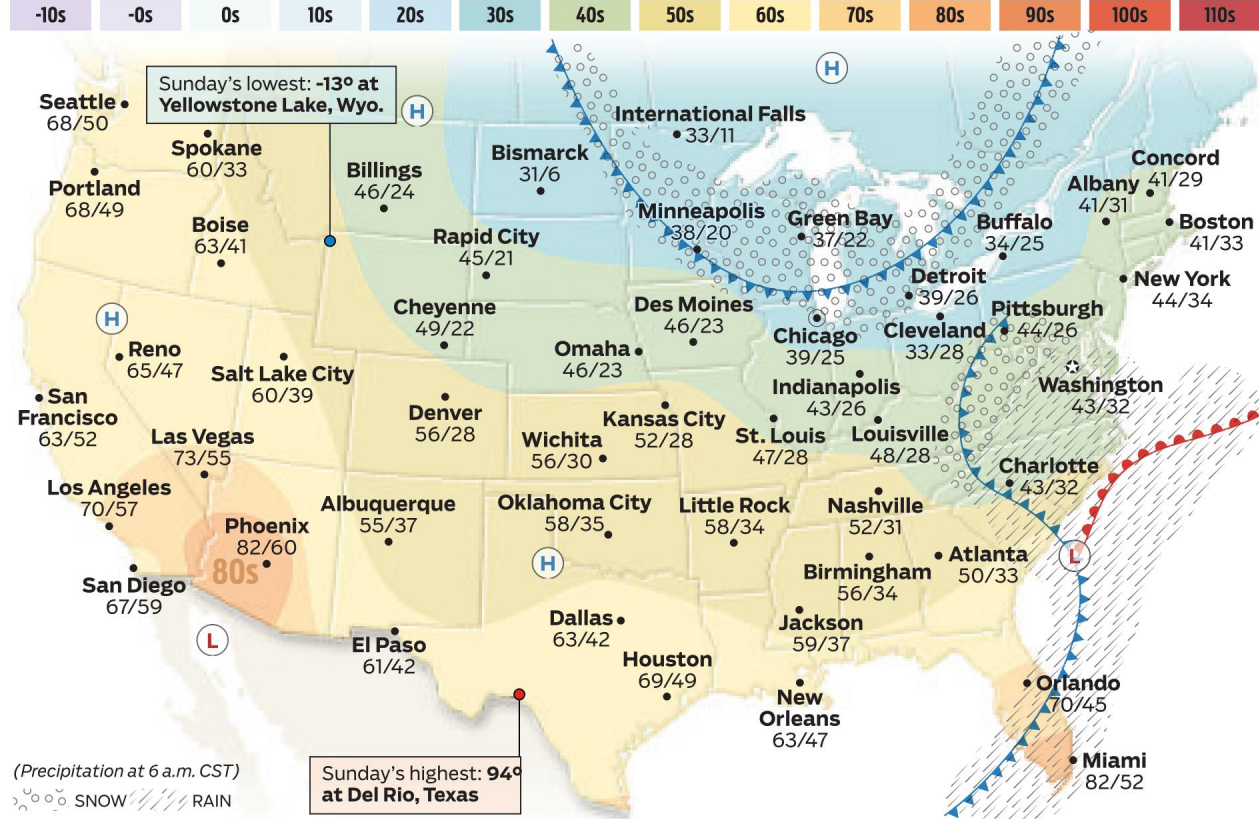 -10s -0s 0s 10s 20s 30s 40s 50s 60s 70s 80s 90s 100s 110s
Sunday's lowest: -13º at
Yellowstone Lake, Wyo.
H
H
Seattle
68/50
Spokane
60/33
Portland
68/49
Boise
63/41
Billings
46/24
Bismarck
31/6
International Falls
33/11
Rapid City
45/21
Minneapolis
38/20
Green Bay
37/22
Buffalo
34/25
Concord
41/29
Albany
41/31
Boston
41/33
Detroit
39/26
New York
44/34
H
Reno
65/47
Salt Lake City
60/39
Cheyenne
49/22
Omaha
46/23
Des Moines
46/23
Chicago
39/25
Cleveland
33/28
Pittsburgh
44/26
Indianapolis
43/26
Washington
43/32
San
Francisco
63/52
Las Vegas
73/55
Denver
56/28
Wichita
56/30
Kansas City
52/28
St. Louis
47/28
Louisville
48/28
Charlotte
43/32
Los Angeles
70/57
Phoenix
82/60
80s
Albuquerque
55/37
Oklahoma City
58/35
Little Rock
58/34
Nashville
52/31
H
Birmingham
56/34
Atlanta
50/33
L
San Diego
67/59
L
El Paso
61/42
Dallas
63/42
Jackson
59/37
Houston
69/49
New
Orleans
63/47
Orlando
70/45
Miami
82/52
Sunday's highest: 94º
at Del Rio, Texas
(Precipitation at 6 a.m. CST)
SNOW RAIN